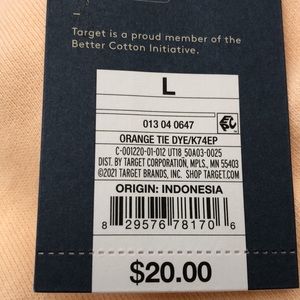 Target is a proud member of the
Better Cotton Initiative.
L
013 04 0647
ORANGE TIE DYE/K74EP
C-001220-01-012 UT18_50A03-0025
DIST. BY TARGET CORPORATION, MPLS., MN 55403
©2021 TARGET BRANDS, INC. SHOP TARGET.COM
ORIGIN: INDONESIA
8 29576 78170 6
$20.00